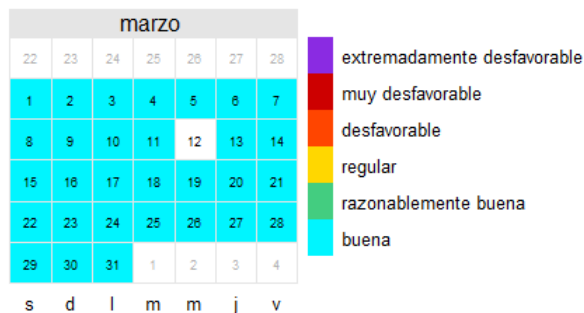 marzo
22 23 24 25 26 27 28
1 2 3 4 5 6 7
8 9 10 11 12 13 14
15 16 17 18 19 20 21
22 23 24 25 26 27 28
29 30 31 1 2 3 4
s d l m m j v
extremadamente desfavorable
muy desfavorable
desfavorable
regular
razonablemente buena
buena